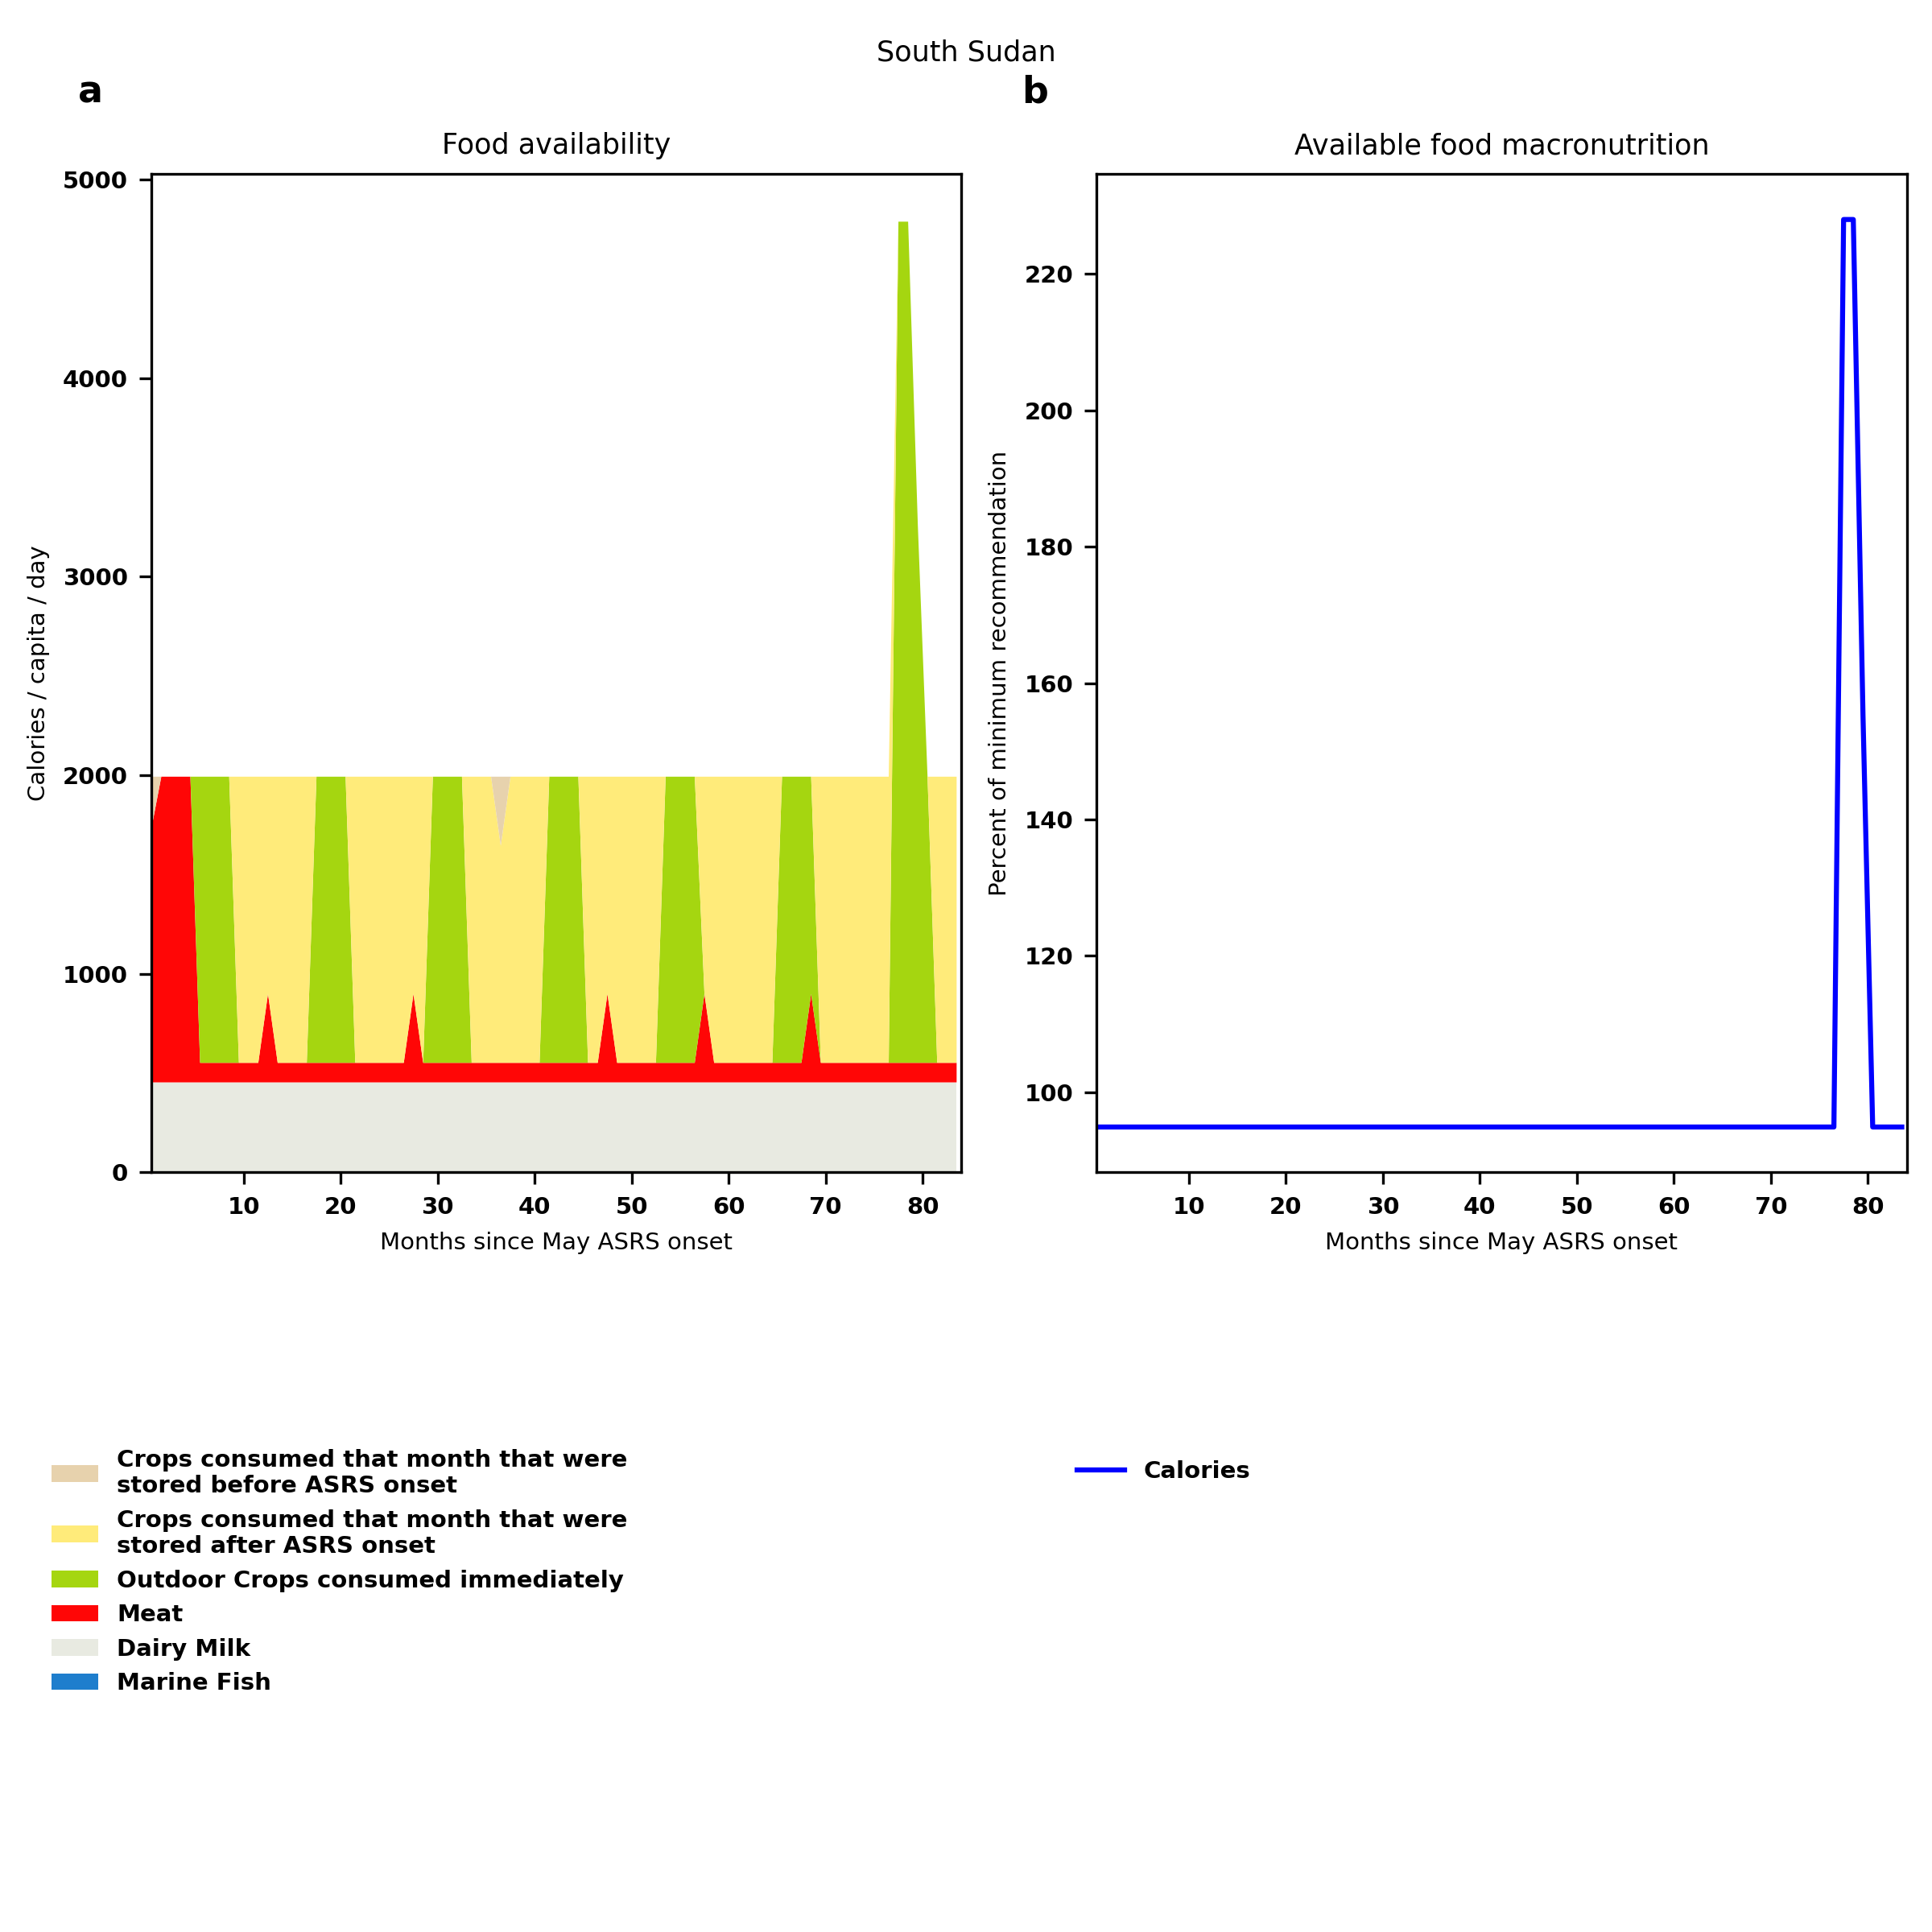 South Sudan
a
b
Food availability
Available food macronutrition
5000
4000
3000
2000
1000
0
Calories / capita / day
10 20 30 40 50 60 70 80
Months since May ASRS onset
220
200
180
160
140
120
100
Percent of minimum recommendation
10 20 30 40 50 60 70 80
Months since May ASRS onset
Crops consumed that month that were
stored before ASRS onset
Crops consumed that month that were
stored after ASRS onset
Outdoor Crops consumed immediately
Meat
Dairy Milk
Marine Fish
Calories